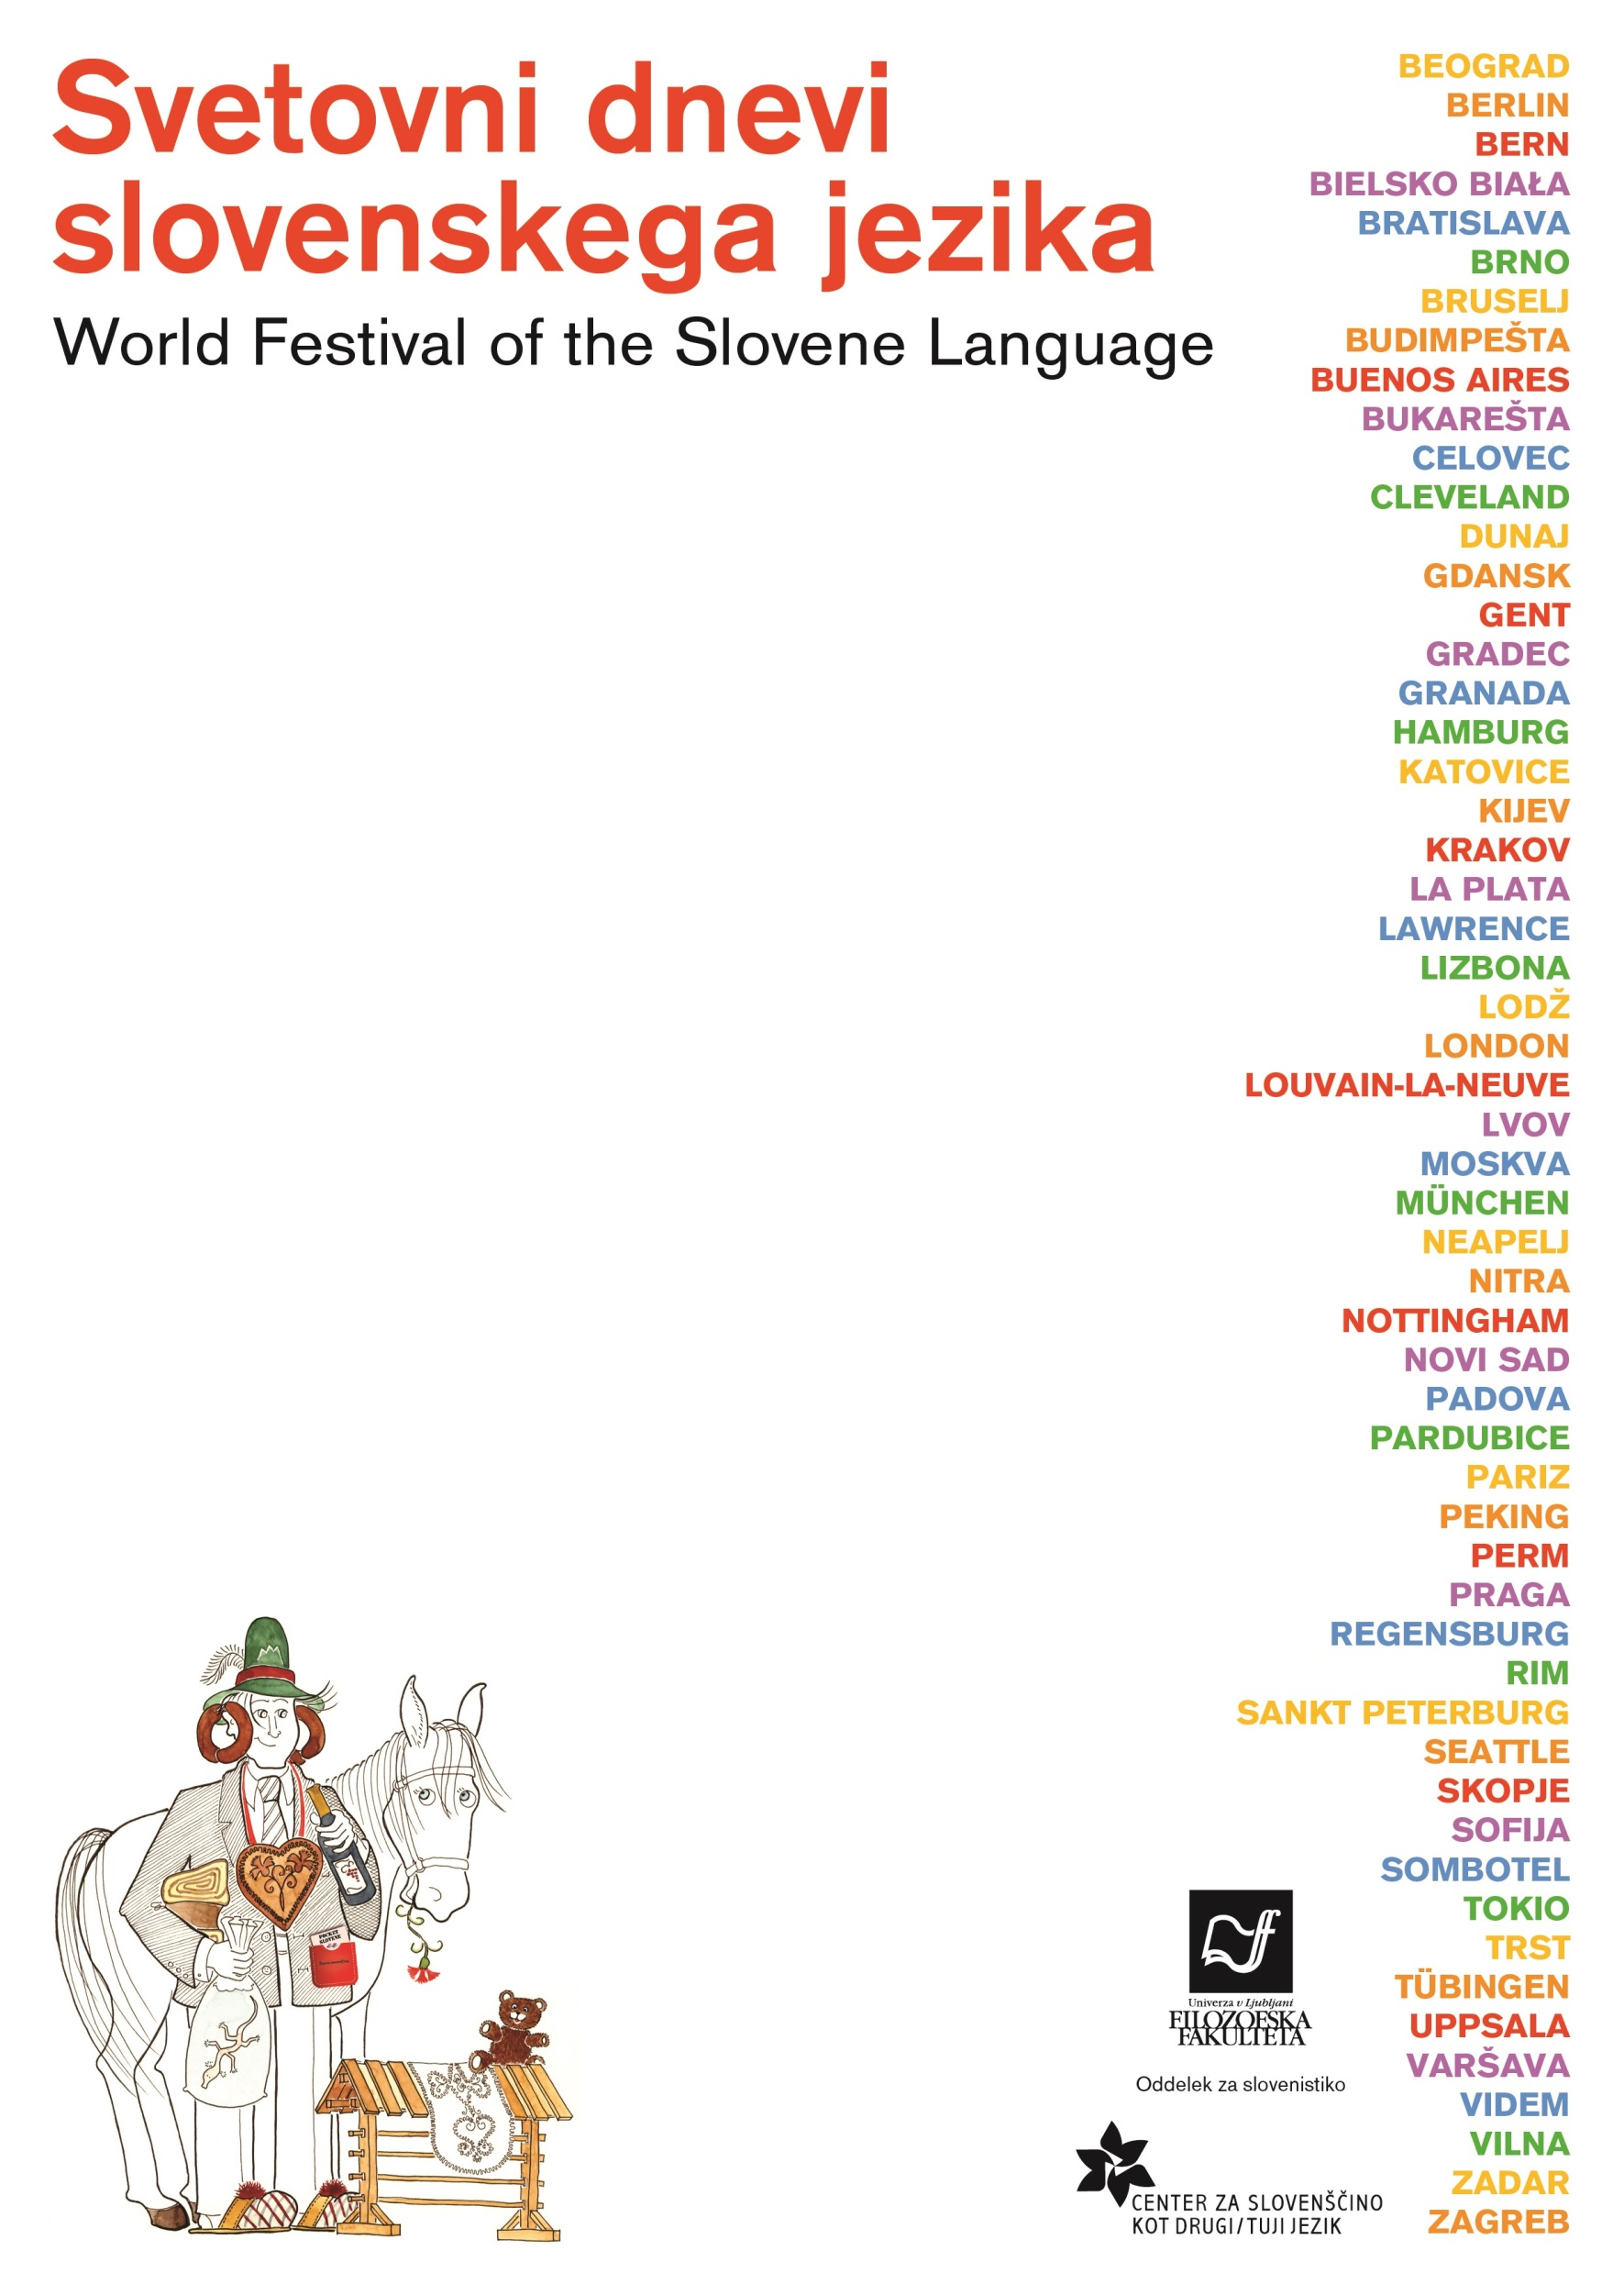 Svetovni dnevi
slovenskega jezika
World Festival of the Slovene Language
BEOGRAD
BERLIN
BERN
BIELSKO BIAŁA
BRATISLAVA
BRNO
BRUSELJ
BUDIMPEŠTA
BUENOS AIRES
BUKAREŠTA
CELOVEC
CLEVELAND
DUNAJ
GDANSK
GENT
GRADEC
GRANADA
HAMBURG
KATOVICE
KIJEV
KRAKOV
LA PLATA
LAWRENCE
LIZBONA
LODŽ
LONDON
LOUVAIN-LA-NEUVE
LVOV
MOSKVA
MÜNCHEN
NEAPELJ
NITRA
NOTTINGHAM
NOVI SAD
PADOVA
PARDUBICE
PARIZ
PEKING
PERM
PRAGA
REGENSBURG
RIM
SANKT PETERBURG
SEATTLE
SKOPJE
SOFIJA
SOMBOTEL
TOKIO
TRST
TÜBINGEN
UPPSALA
VARŠAVA
VIDEM
VILNA
ZADAR
ZAGREB
POCKET
SLOVENE
Univerza v Ljubljani
FILOZOFSKA
FAKULTETA
Oddelek za slovenistiko
CENTER ZA SLOVENŠČINO
KOT DRUGI/TUJI JEZIK